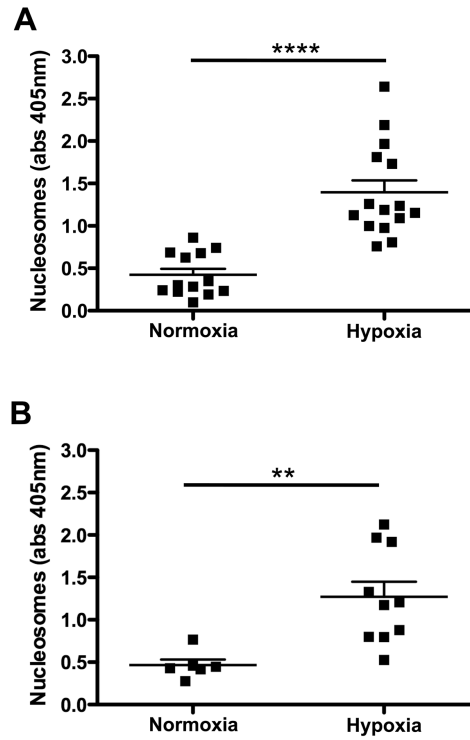 A
Nucleosomes (abs 405nm)
3.0
2.5
2.0
1.5
1.0
0.5
0.0
****
Normoxia
Hypoxia
B
Nucleosomes (abs 405nm)
3.0
2.5
2.0
1.5
1.0
0.5
0.0
**
Normoxia
Hypoxia